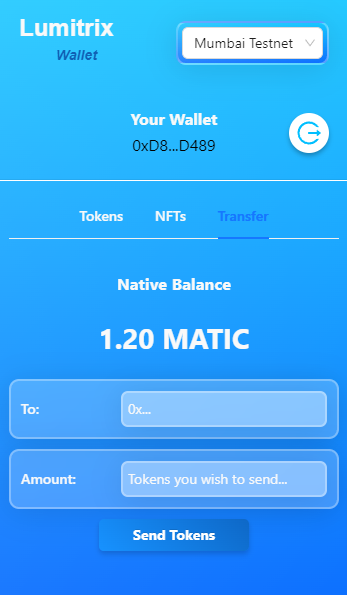 Lumitrix
Wallet
Mumbai Testnet
Your Wallet
0xD8...D489
Tokens NFTs Transfer
Native Balance
1.20 MATIC
To: 0x...
Amount: Tokens you wish to send...
Send Tokens